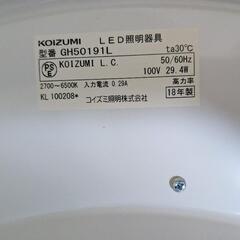 KOIZUMI LED照明器具
型番 GH50191L ta30℃
PSE KOIZUMI L.C. 50/60Hz
100V 29.4W
2700～6500K 入力電流 0.29A 高力率
KL100208* 18年製
コイズミ照明株式会社